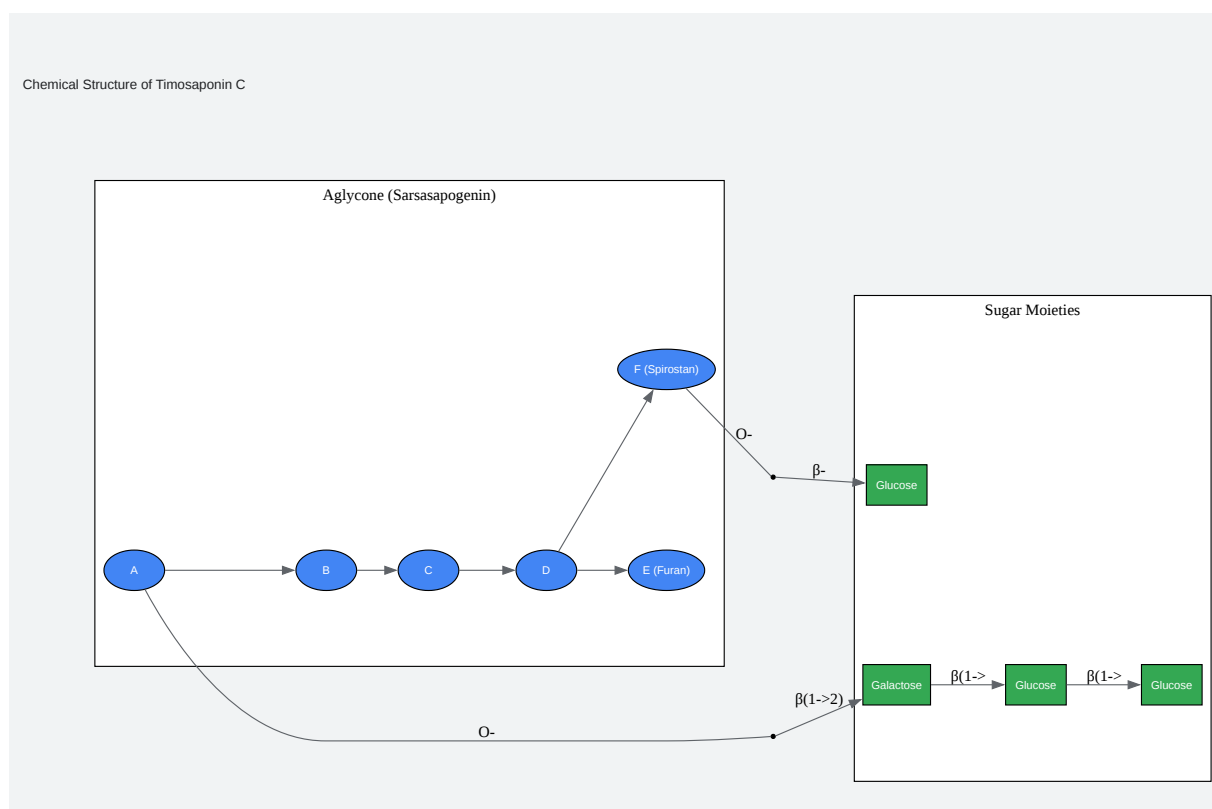 Chemical Structure of Timosaponin C
Aglycone (Sarsasapogenin)
Sugar Moieties
F (Spirostan)
O-
β-
Glucose
A
B
C
D
E (Furan)
Galactose
β(1->
Glucose
β(1->
Glucose
β(1->2)
O-